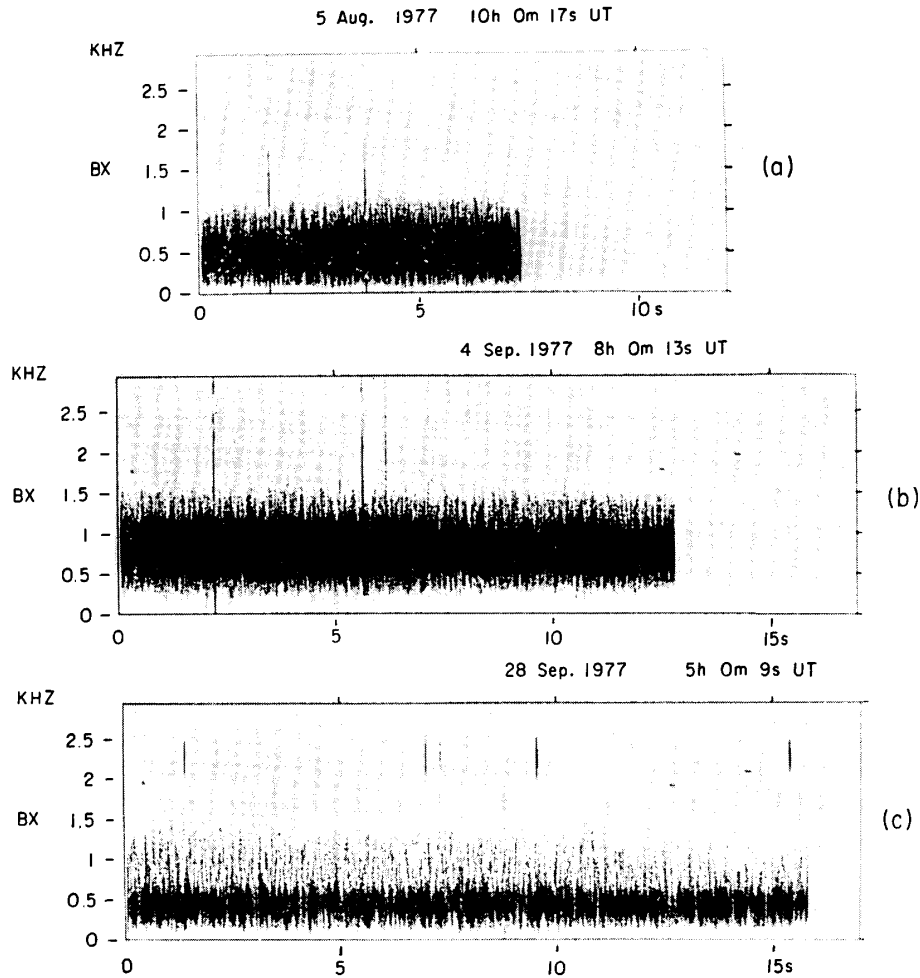 5 Aug. 1977 10h 0m 17s UT
KHZ
2.5
2
BX 1.5 (a)
1
0.5
0
0 5 10s
4 Sep. 1977 8h 0m 13s UT
KHZ
2.5
2
BX 1.5 (b)
1
0.5
0
0 5 10 15s
28 Sep. 1977 5h 0m 9s UT
KHZ
2.5
2
BX 1.5 (c)
1
0.5
0
0 5 10 15s